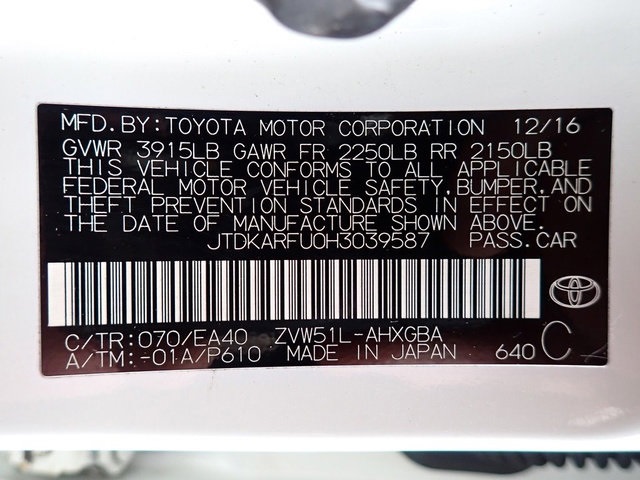 MFD. BY: TOYOTA MOTOR CORPORATION 12/16
GVWR 3915LB GAWR FR 2250LB RR 2150LB
THIS VEHICLE CONFORMS TO ALL APPLICABLE
FEDERAL MOTOR VEHICLE SAFETY, BUMPER, AND
THEFT PREVENTION STANDARDS IN EFFECT ON
THE DATE OF MANUFACTURE SHOWN ABOVE.
JTDKARFU0H3039587 PASS. CAR
C/TR: 070/EA40 ZVW51L-AHXGBA
A/TM: -01A/P610 MADE IN JAPAN 640 C